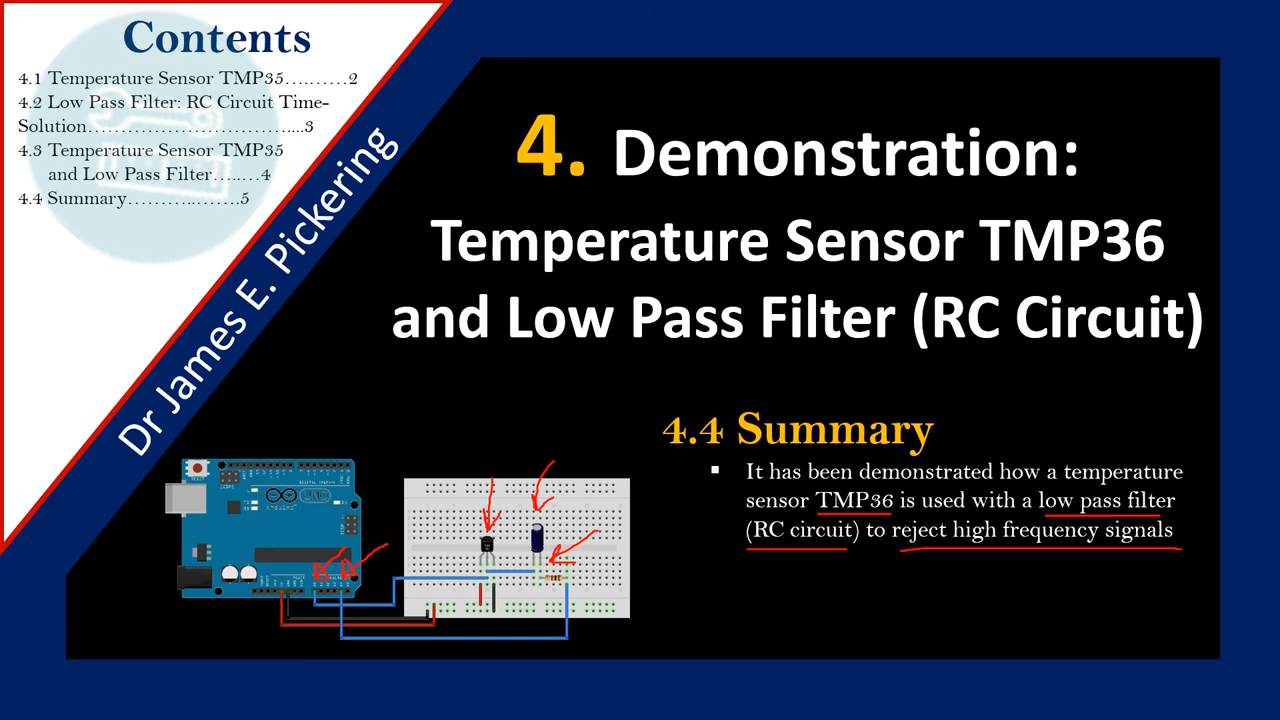 Contents
4.1 Temperature Sensor TMP35....……2
4.2 Low Pass Filter: RC Circuit Time-
Solution…………………………....3
4.3 Temperature Sensor TMP35
and Low Pass Filter…..…4
4.4 Summary………..…….5
Dr James E. Pickering
4. Demonstration:
Temperature Sensor TMP36
and Low Pass Filter (RC Circuit)
4.4 Summary
▪ It has been demonstrated how a temperature
sensor TMP36 is used with a low pass filter
(RC circuit) to reject high frequency signals